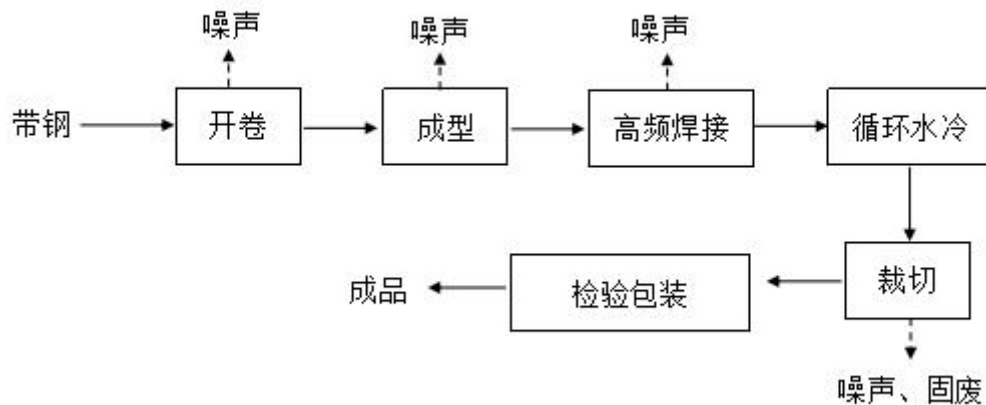 噪声 噪声 噪声
带钢 开卷 成型 高频焊接 循环水冷
成品 检验包装 裁切
噪声、固废